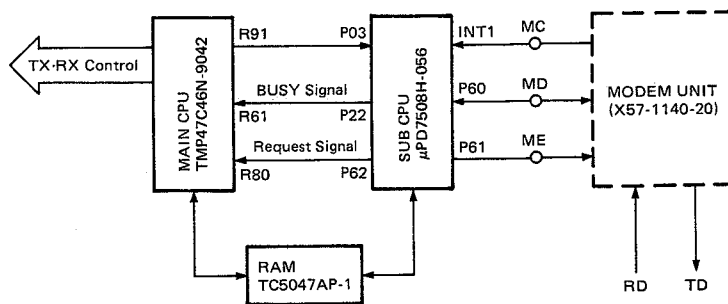 TX·RX Control
MAIN CPU
TMP47C46N-9042
R91
R61
R80
BUSY Signal
Request Signal
P03
P22
P62
SUB CPU
μPD7508H-056
INT1
P60
P61
MC
MD
ME
MODEM UNIT
(X57-1140-20)
RAM
TC5047AP-1
RD
TD